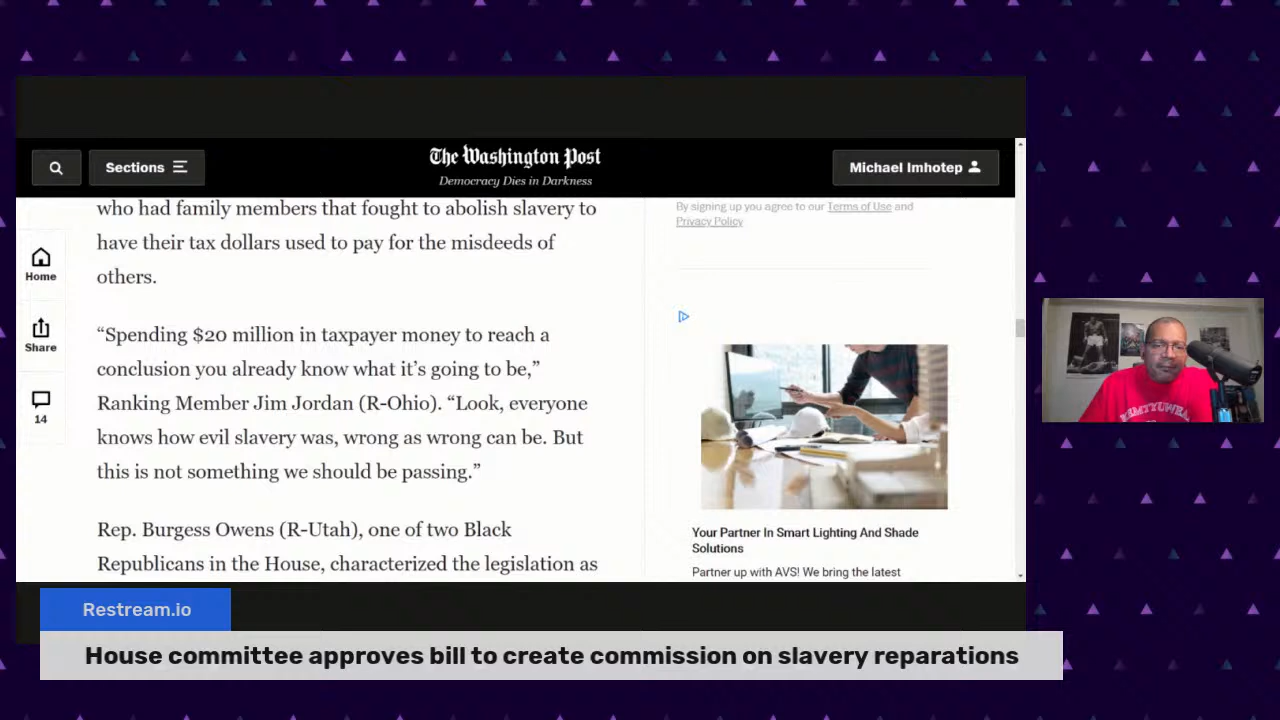 Sections
The Washington Post
Democracy Dies in Darkness
Michael Imhotep
who had family members that fought to abolish slavery to
have their tax dollars used to pay for the misdeeds of
others.
“Spending $20 million in taxpayer money to reach a
conclusion you already know what it’s going to be,”
Ranking Member Jim Jordan (R-Ohio). “Look, everyone
knows how evil slavery was, wrong as wrong can be. But
this is not something we should be passing.”
Rep. Burgess Owens (R-Utah), one of two Black
Republicans in the House, characterized the legislation as
Home
Share
14
By signing up you agree to our Terms of Use and
Privacy Policy
Your Partner In Smart Lighting And Shade
Solutions
Partner up with AVS! We bring the latest
Restream.io
House committee approves bill to create commission on slavery reparations